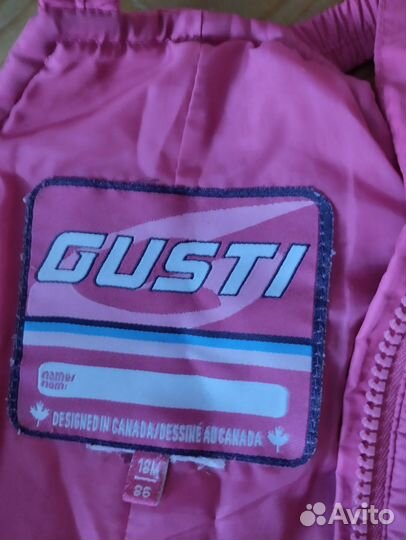 GUSTI
name/
nom:
DESIGNED IN CANADA/DESSINÉ AU CANADA
18M
86
Avito